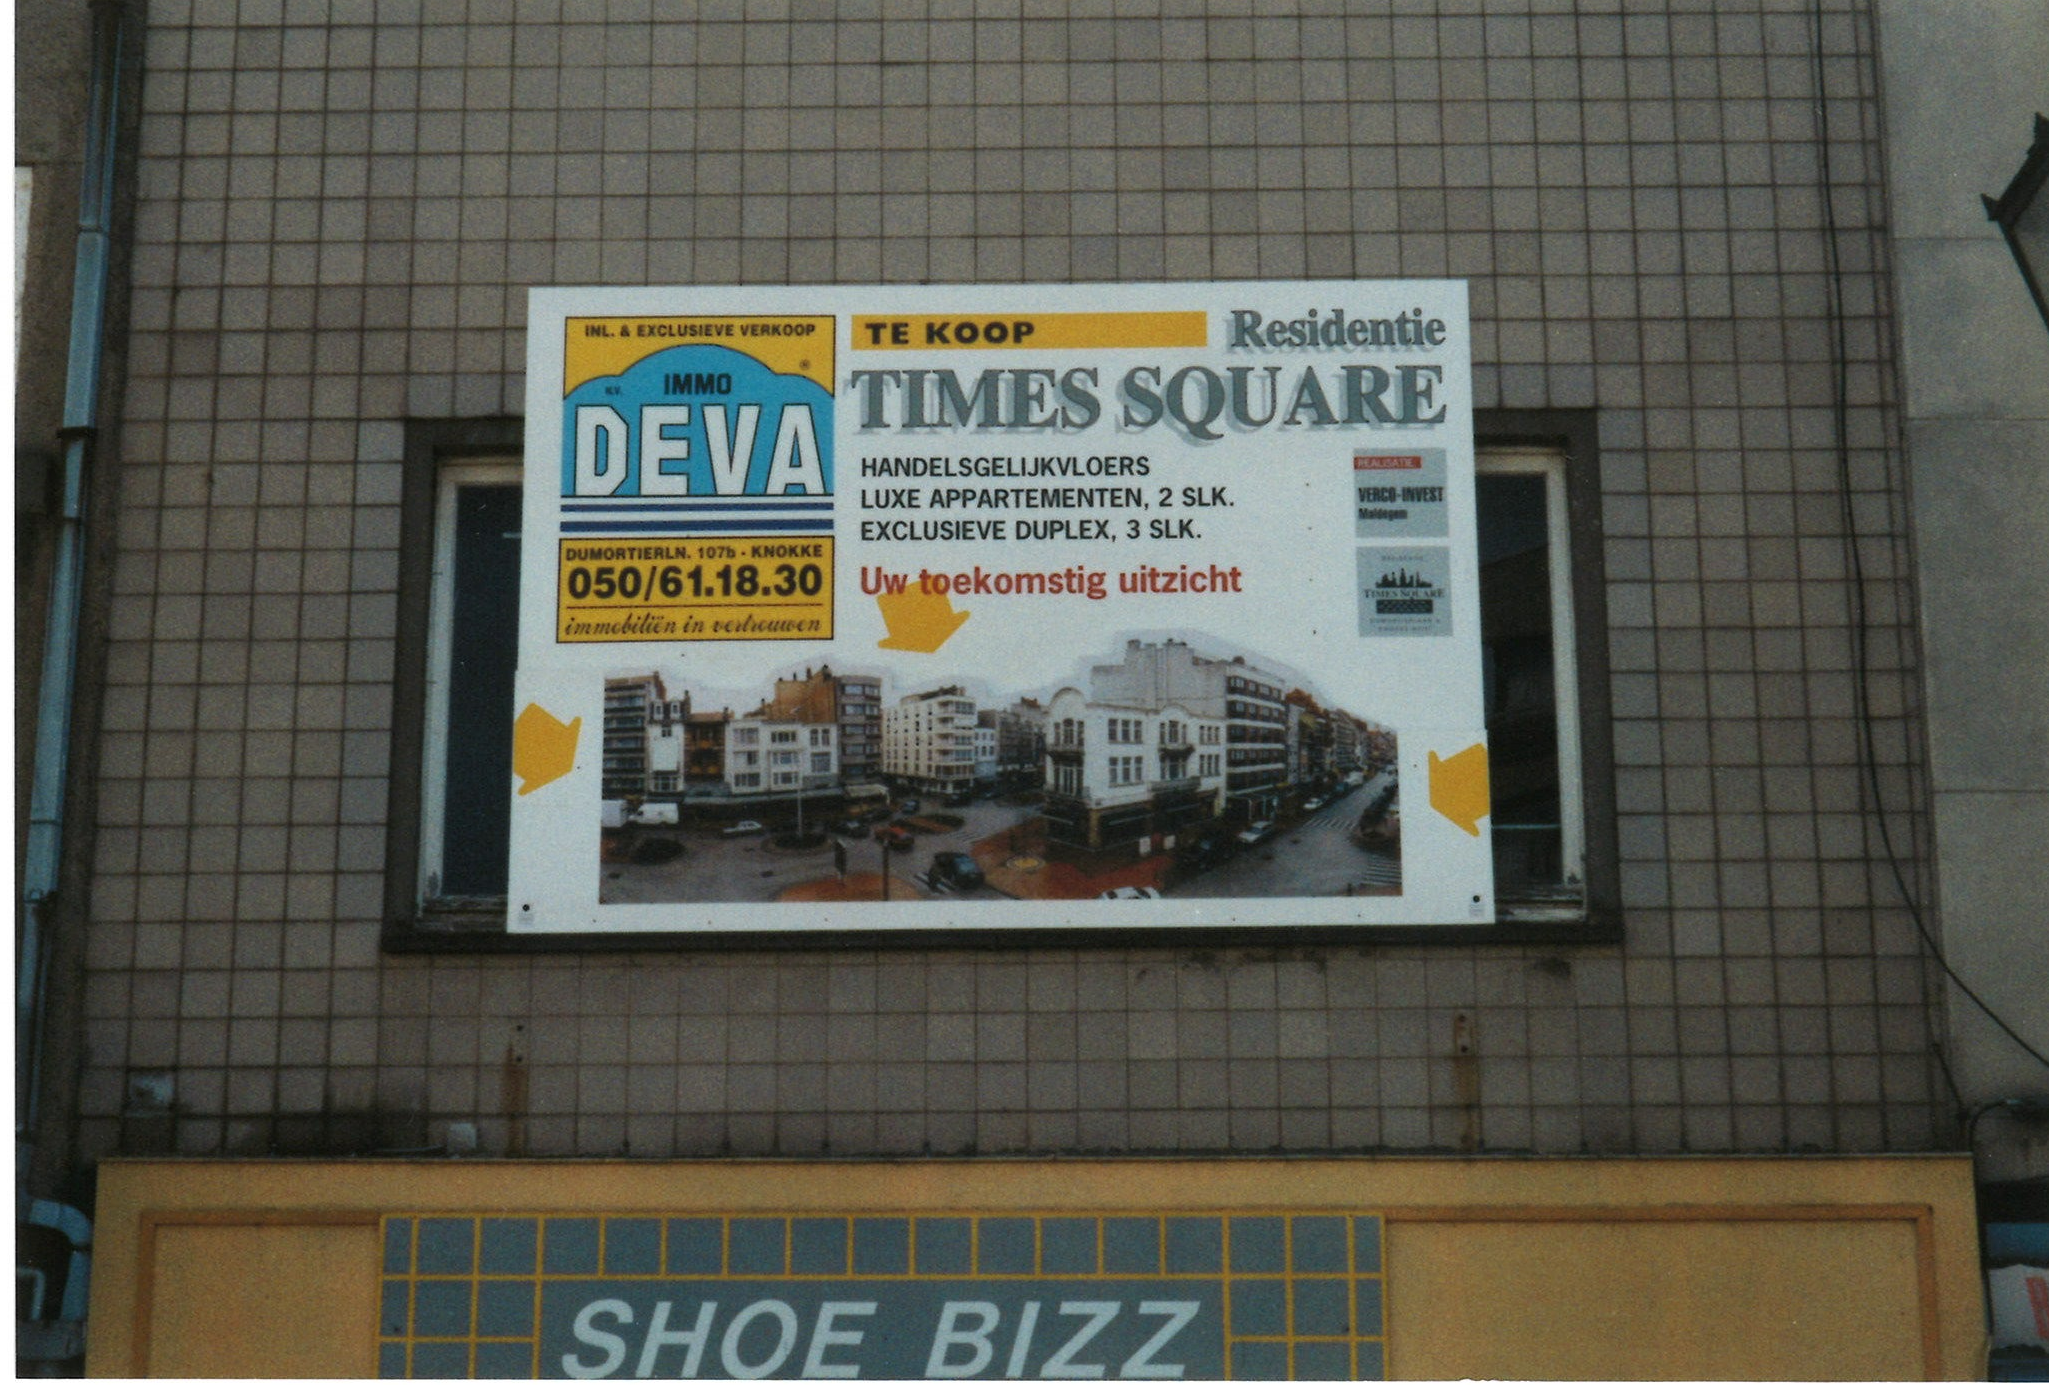 INL. & EXCLUSIEVE VERKOOP
N.V. IMMO ®
DEVA
DUMORTIERLN. 107b - KNOKKE
050/61.18.30
immobiliën in vertrouwen
TE KOOP
Residentie
TIMES SQUARE
HANDELSGELIJKVLOERS
LUXE APPARTEMENTEN, 2 SLK.
EXCLUSIEVE DUPLEX, 3 SLK.
Uw toekomstig uitzicht
REALISATIE
VERCO-INVEST
Maldegem
TIMES SQUARE
SHOE BIZZ